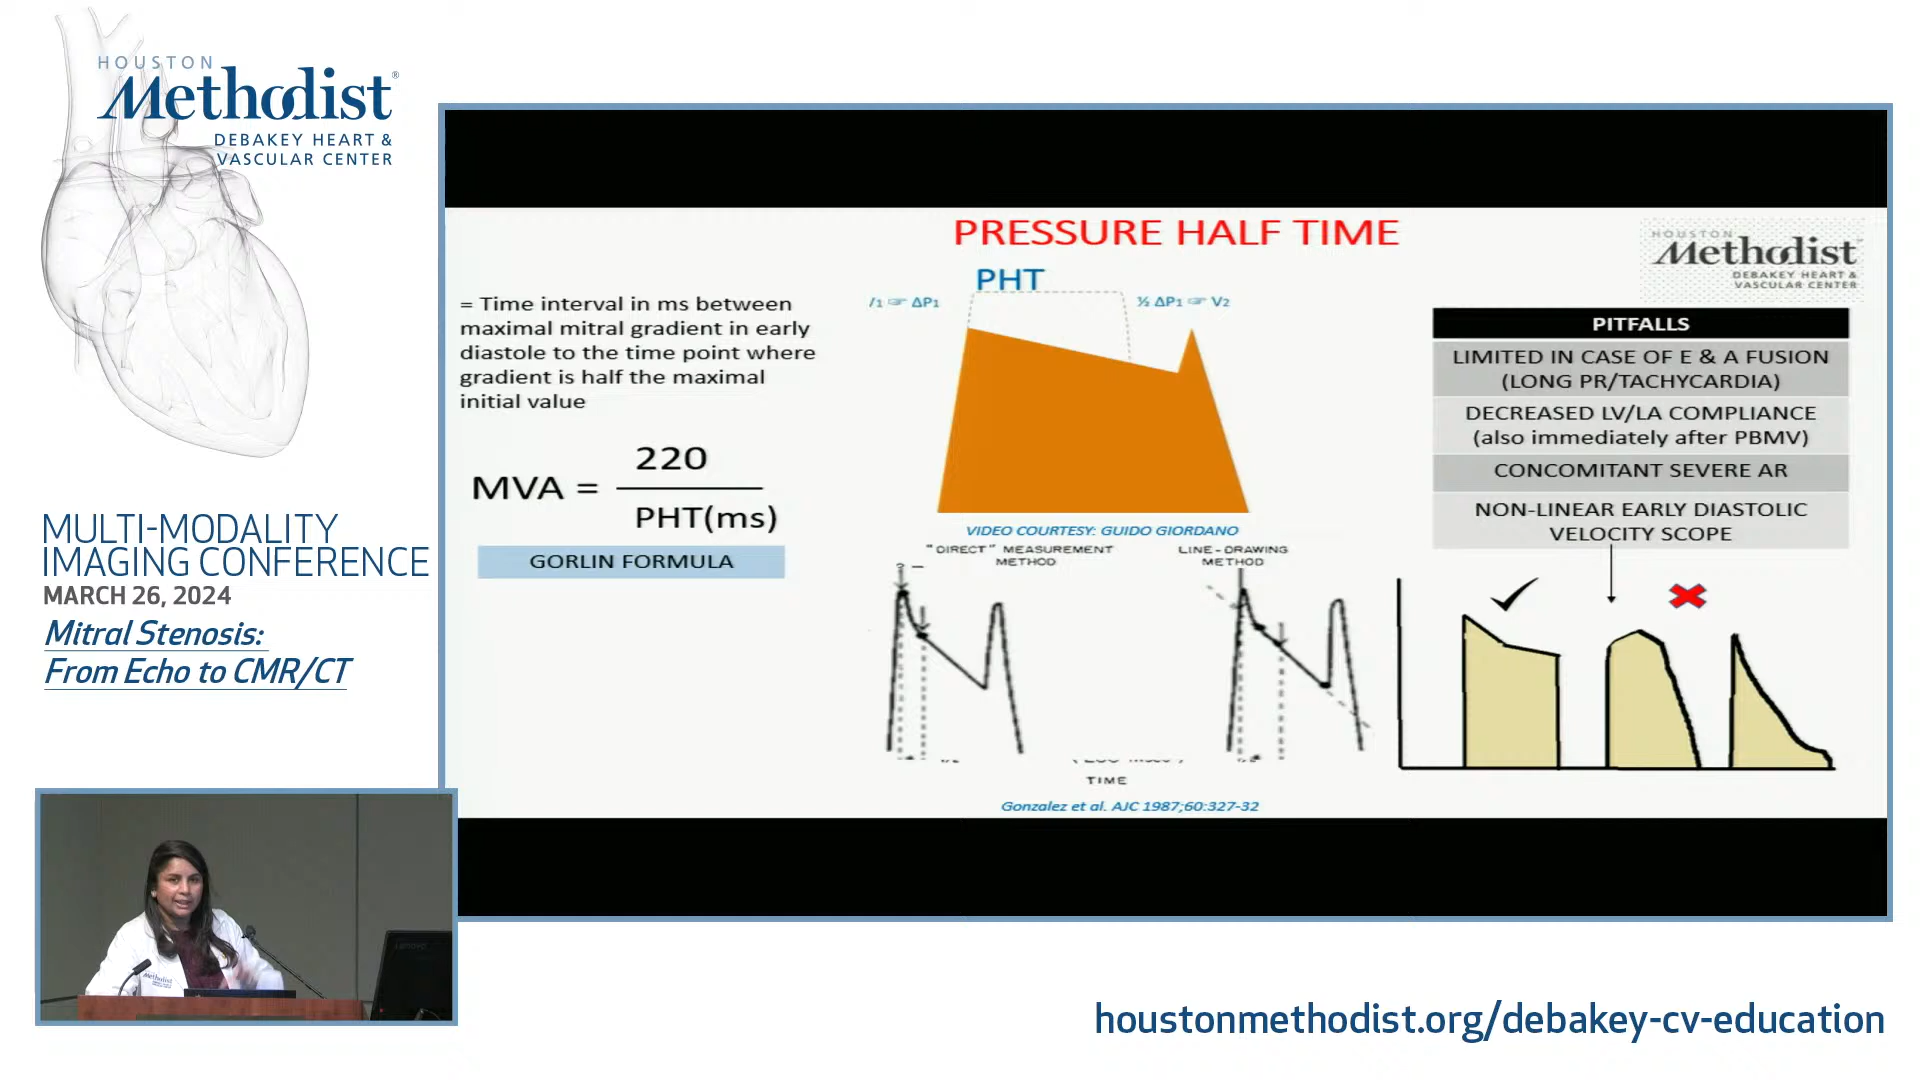 HOUSTON
Methodist®
DEBAKEY HEART &
VASCULAR CENTER
MULTI-MODALITY
IMAGING CONFERENCE
MARCH 26, 2024
Mitral Stenosis:
From Echo to CMR/CT
PRESSURE HALF TIME
HOUSTON
Methodist
DEBAKEY HEART &
VASCULAR CENTER
= Time interval in ms between
maximal mitral gradient in early
diastole to the time point where
gradient is half the maximal
initial value
MVA = 220
PHT(ms)
GORLIN FORMULA
PHT
☞ ΔP1
½ ΔP1 ☞ V2
VIDEO COURTESY: GUIDO GIORDANO
"DIRECT" MEASUREMENT
METHOD
LINE-DRAWING
METHOD
TIME
Gonzalez et al. AJC 1987;60:327-32
PITFALLS
LIMITED IN CASE OF E & A FUSION
(LONG PR/TACHYCARDIA)
DECREASED LV/LA COMPLIANCE
(also immediately after PBMV)
CONCOMITANT SEVERE AR
NON-LINEAR EARLY DIASTOLIC
VELOCITY SCOPE
Methodist
houstonmethodist.org/debakey-cv-education